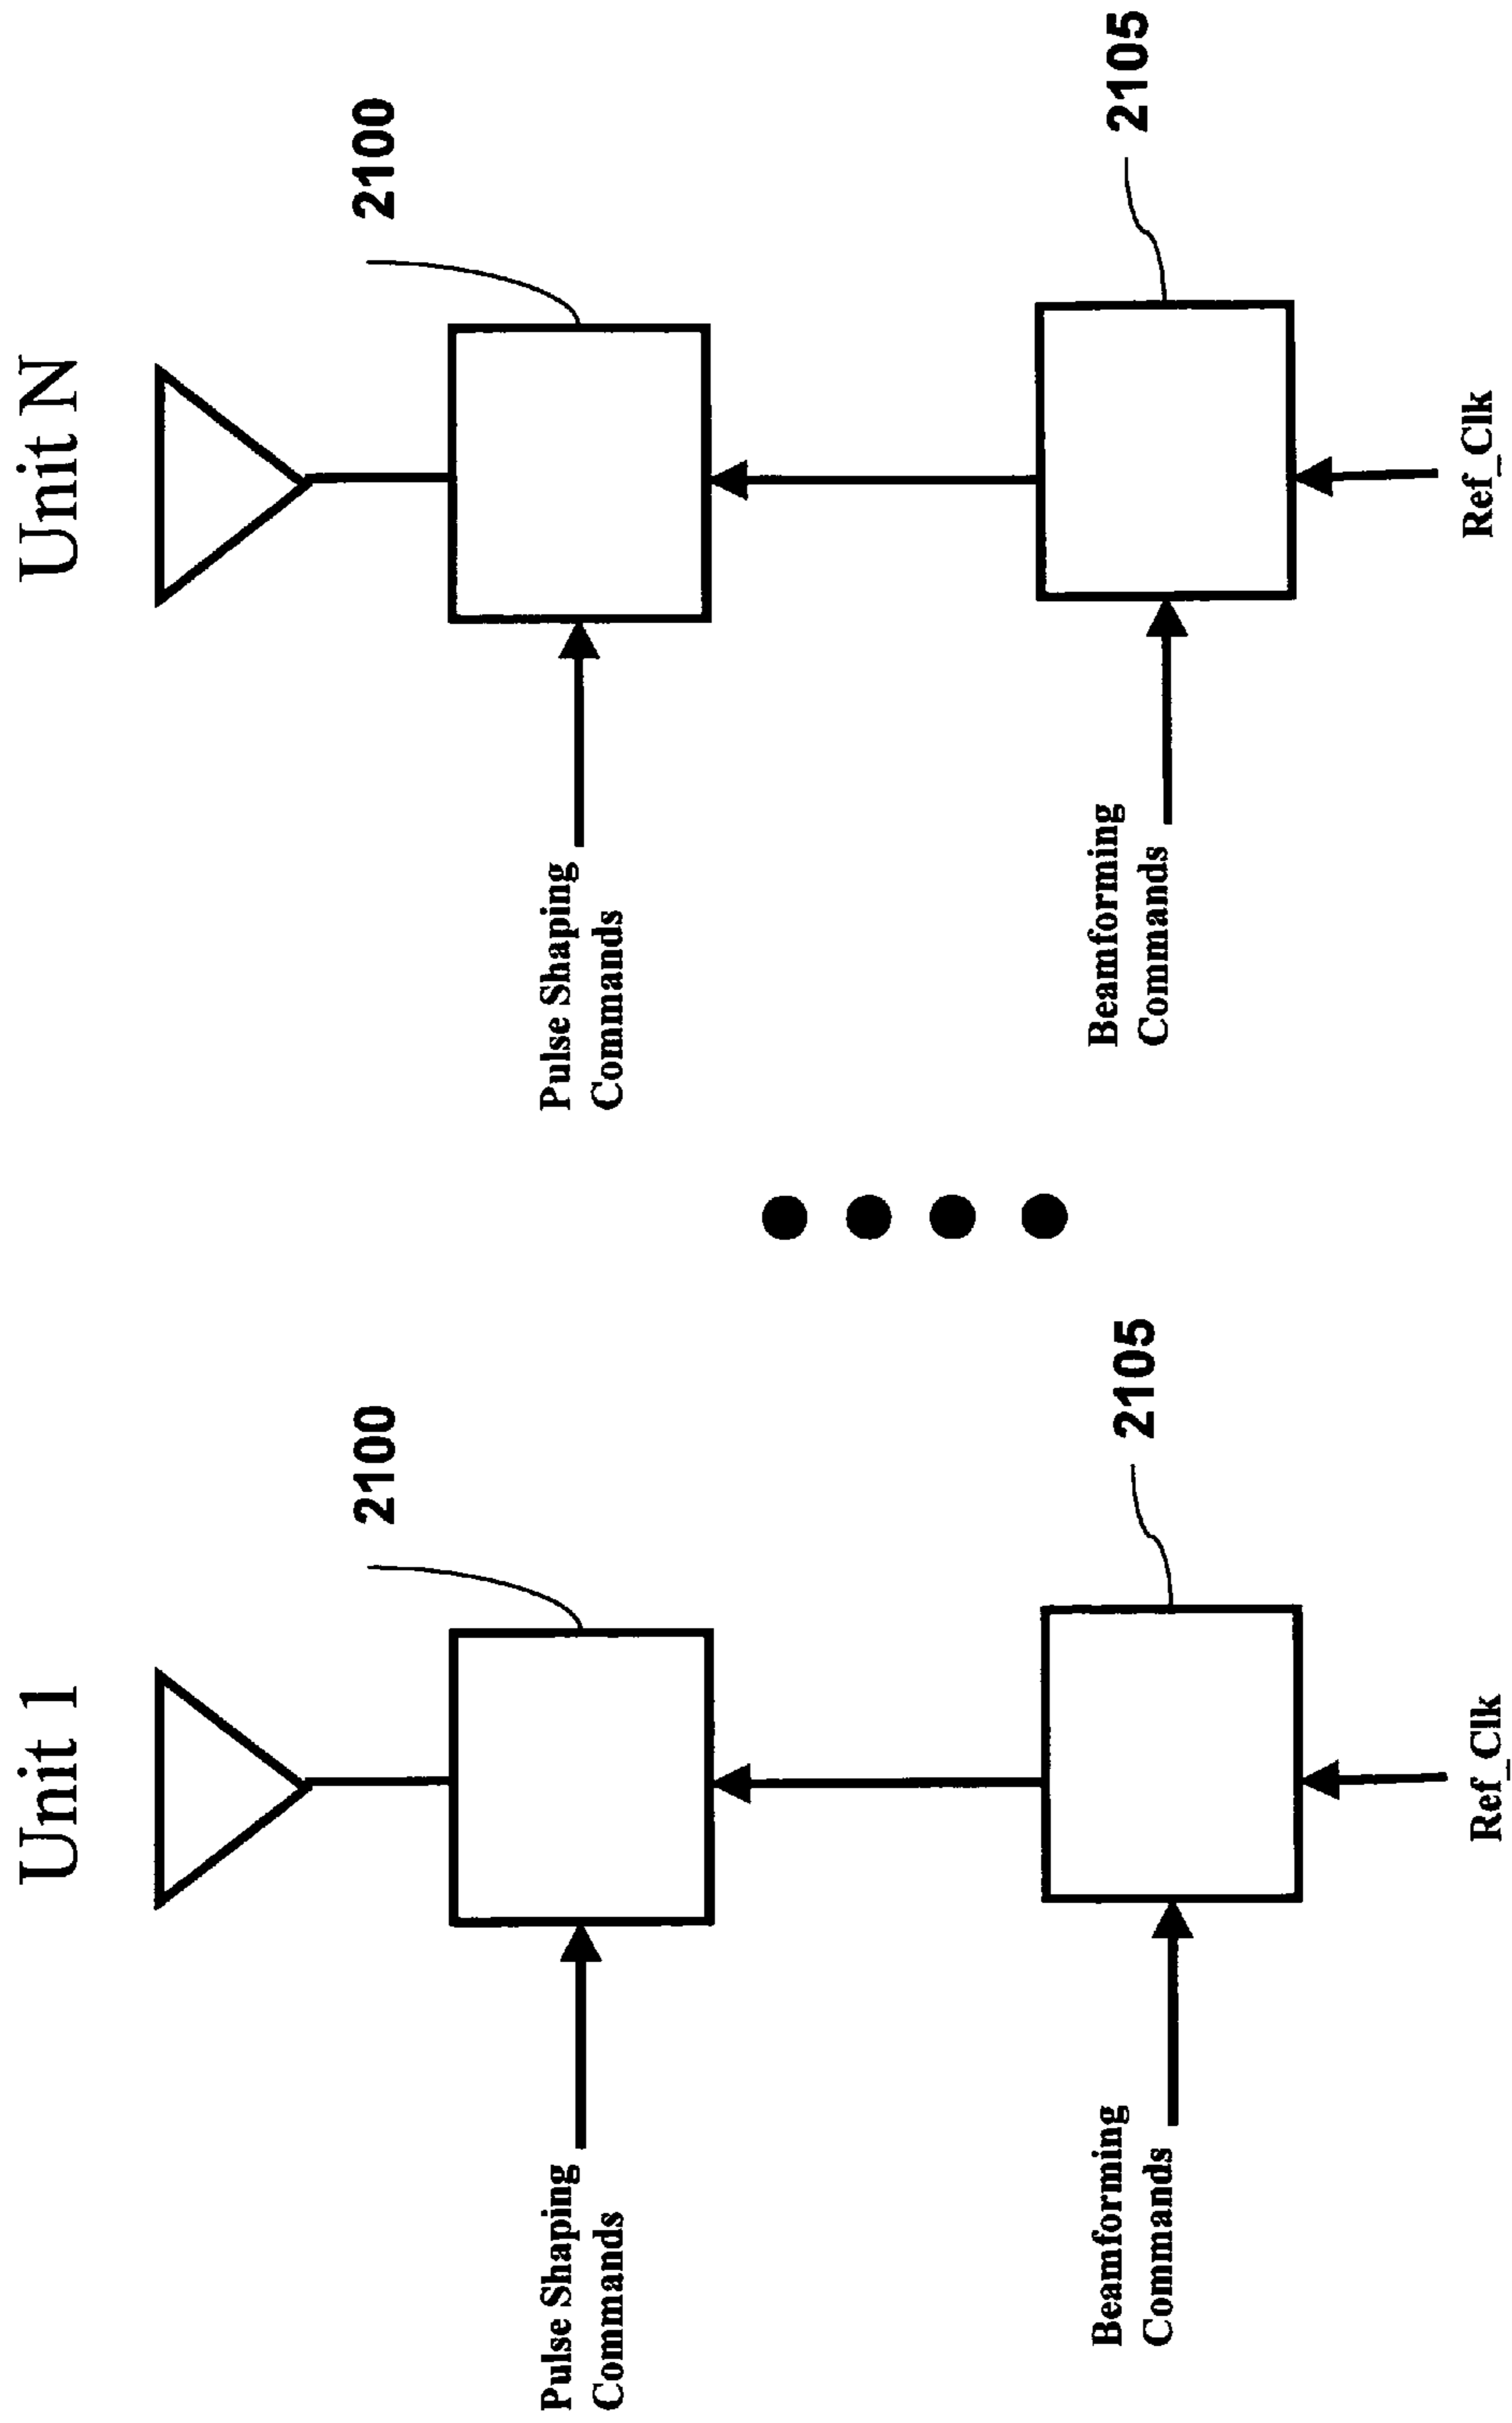 Unit 1
2100
Pulse Shaping
Commands
2105
Beamforming
Commands
Ref_Clk
Unit N
2100
Pulse Shaping
Commands
2105
Beamforming
Commands
Ref_Clk